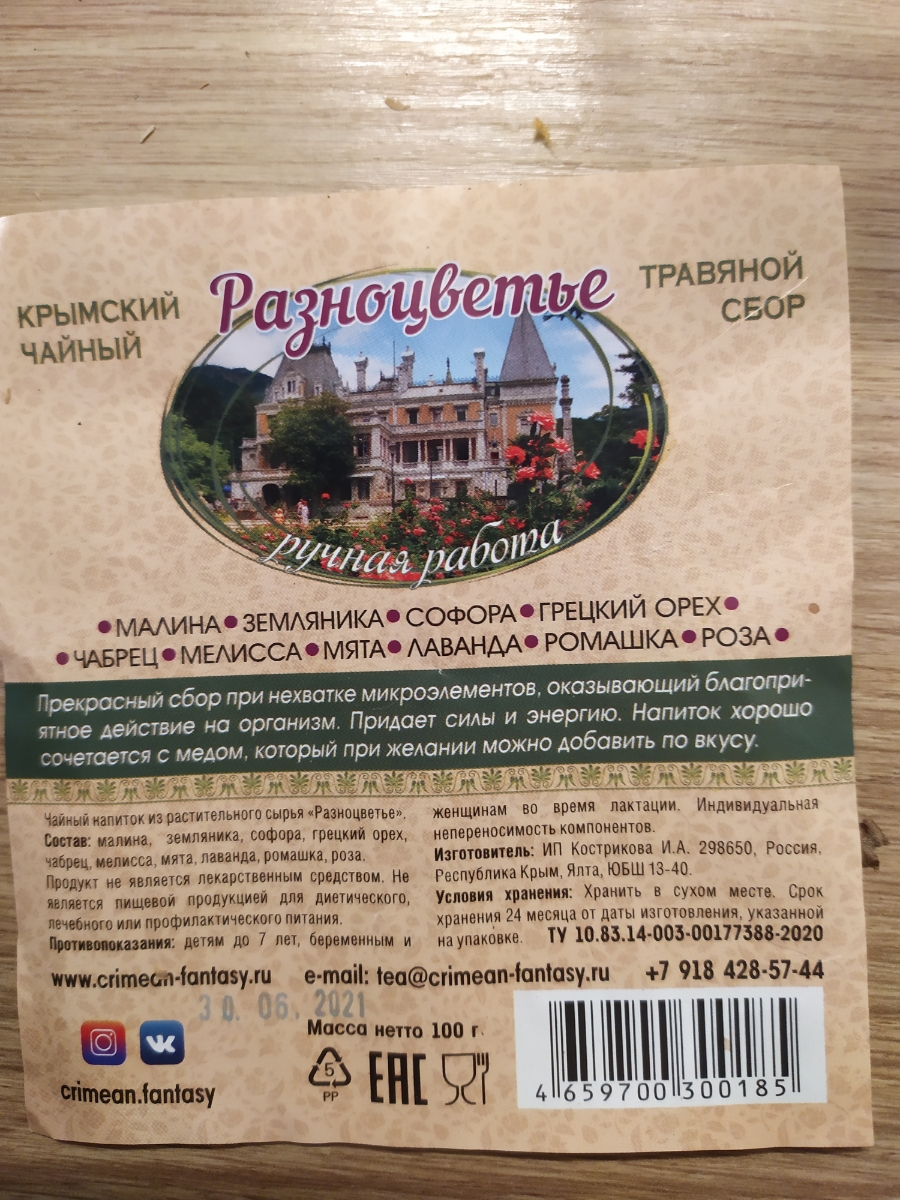 КРЫМСКИЙ
ЧАЙНЫЙ
Разноцветье
ТРАВЯНОЙ
СБОР
ручная работа
•МАЛИНА•ЗЕМЛЯНИКА•СОФОРА•ГРЕЦКИЙ ОРЕХ•
•ЧАБРЕЦ•МЕЛИССА•МЯТА•ЛАВАНДА•РОМАШКА•РОЗА•
Прекрасный сбор при нехватке микроэлементов, оказывающий благопри-
ятное действие на организм. Придает силы и энергию. Напиток хорошо
сочетается с медом, который при желании можно добавить по вкусу.
Чайный напиток из растительного сырья «Разноцветье».
Состав: малина, земляника, софора, грецкий орех,
чабрец, мелисса, мята, лаванда, ромашка, роза.
Продукт не является лекарственным средством. Не
является пищевой продукцией для диетического,
лечебного или профилактического питания.
Противопоказания: детям до 7 лет, беременным и
женщинам во время лактации. Индивидуальная
непереносимость компонентов.
Изготовитель: ИП Кострикова И.А. 298650, Россия,
Республика Крым, Ялта, ЮБШ 13-40.
Условия хранения: Хранить в сухом месте. Срок
хранения 24 месяца от даты изготовления, указанной
на упаковке. ТУ 10.83.14-003-00177388-2020
www.crimean-fantasy.ru e-mail: tea@crimean-fantasy.ru +7 918 428-57-44
30. 06. 2021
Масса нетто 100 г.
crimean.fantasy
5
PP
EAC
4 659700 300185